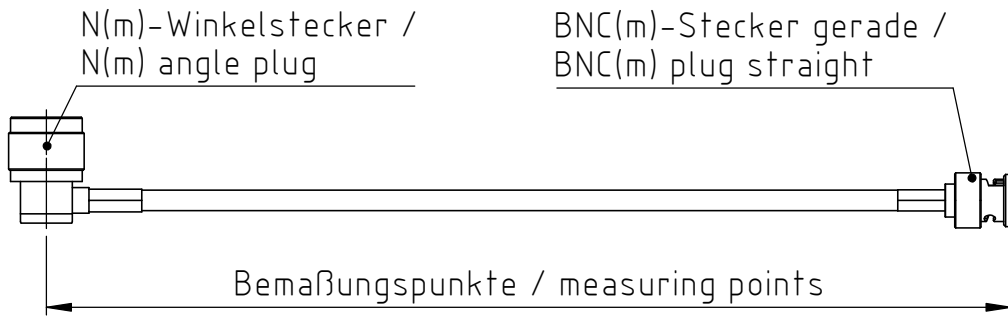 N(m)-Winkelstecker /
N(m) angle plug
BNC(m)-Stecker gerade /
BNC(m) plug straight
Bemaßungspunkte / measuring points